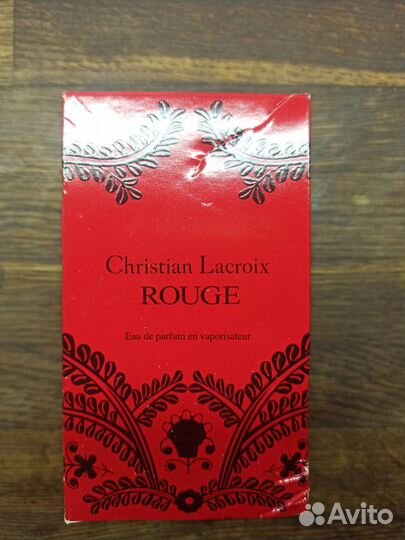 Christian Lacroix
ROUGE
Eau de parfum en vaporisateur
Avito